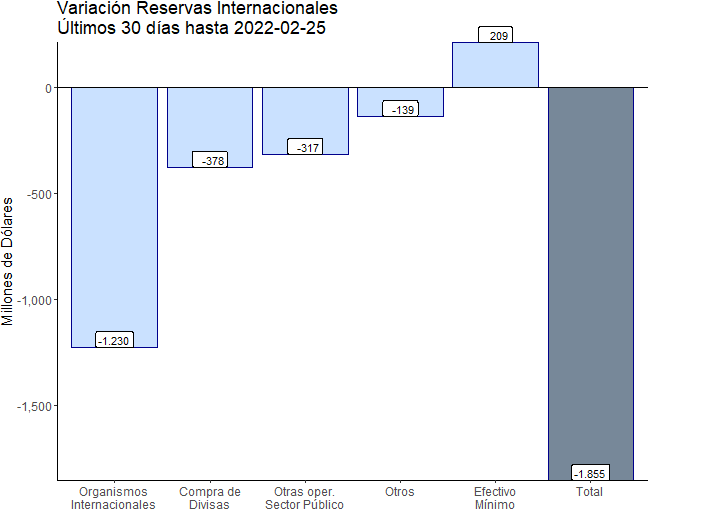 Variación Reservas Internacionales
Últimos 30 días hasta 2022-02-25
Millones de Dólares
0
-500
-1,000
-1,500
-1.230
-378
-317
-139
209
-1.855
Organismos
Internacionales
Compra de
Divisas
Otras oper.
Sector Público
Otros
Efectivo
Mínimo
Total